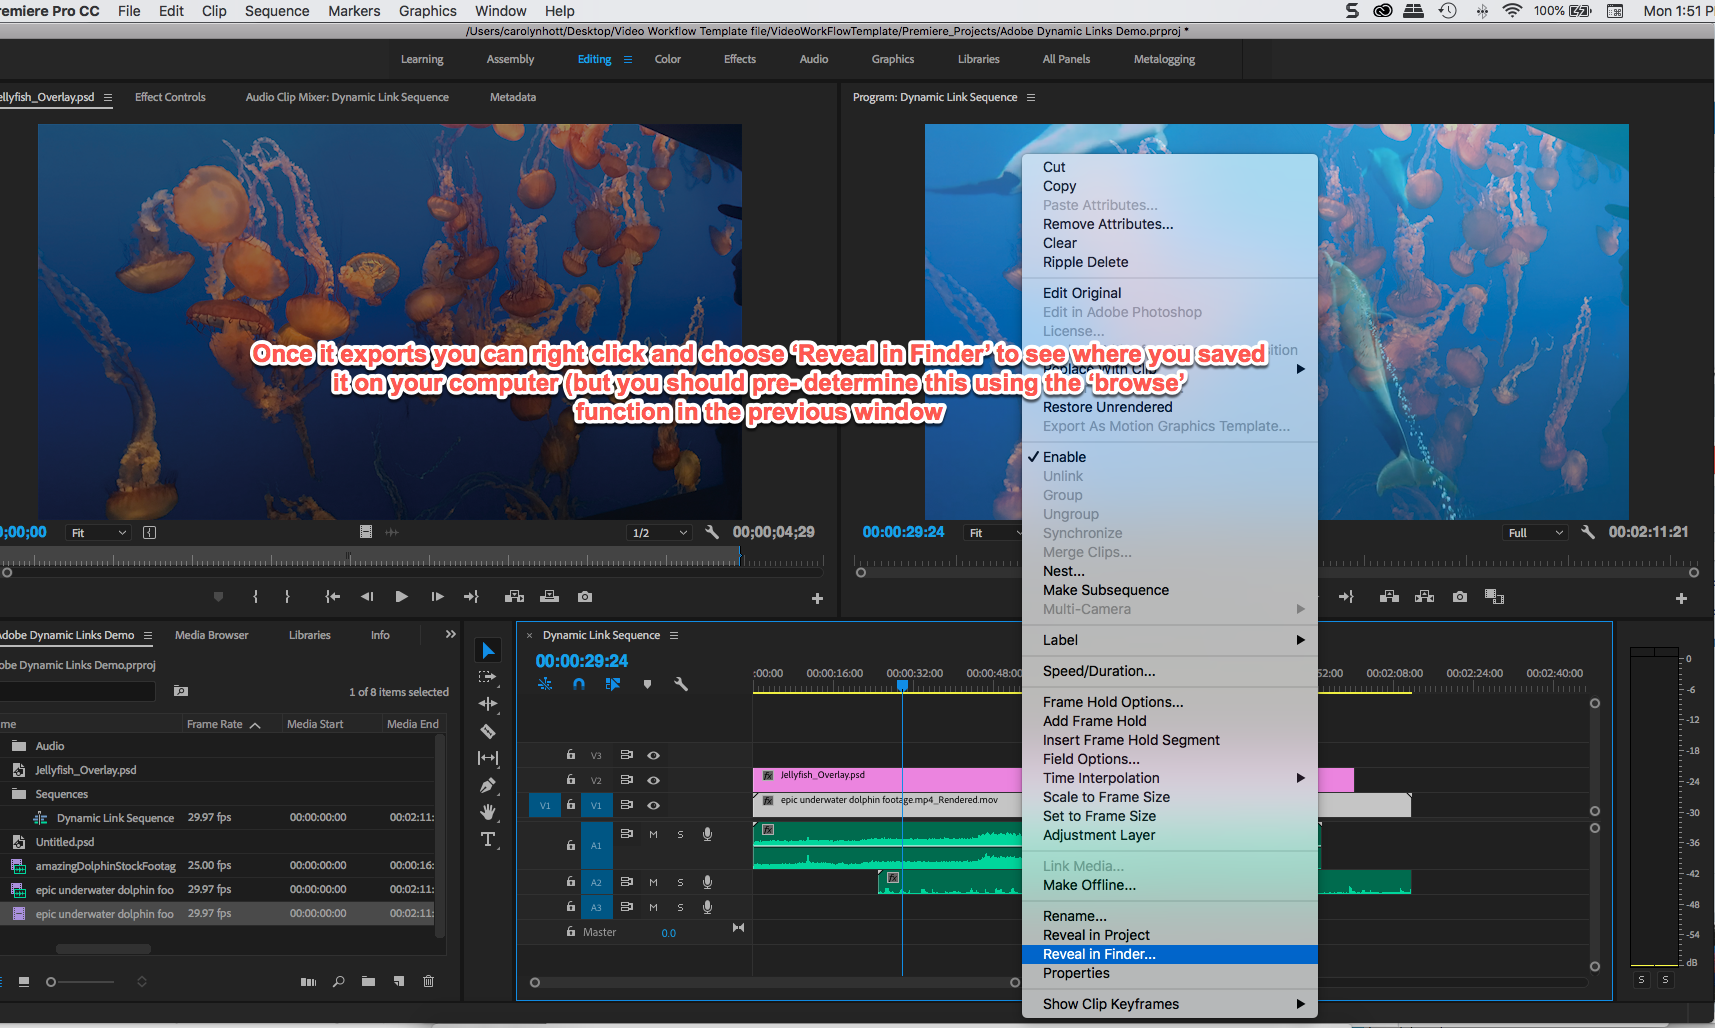 remiere Pro CC File Edit Clip Sequence Markers Graphics Window Help 100% Mon 1:51 P
/Users/carolynhott/Desktop/Video Workflow Template file/VideoWorkFlowTemplate/Premiere_Projects/Adobe Dynamic Links Demo.prproj *
Learning Assembly Editing Color Effects Audio Graphics Libraries All Panels Metalogging
ellyfish_Overlay.psd Effect Controls Audio Clip Mixer: Dynamic Link Sequence Metadata
Program: Dynamic Link Sequence
Once it exports you can right click and choose ‘Reveal in Finder’ to see where you saved
it on your computer (but you should pre- determine this using the ‘browse’
function in the previous window
Cut
Copy
Paste Attributes...
Remove Attributes...
Clear
Ripple Delete
Edit Original
Edit in Adobe Photoshop
License...
ition
Replace With Clip
Restore Unrendered
Export As Motion Graphics Template...
Enable
Unlink
Group
Ungroup
Synchronize
Merge Clips...
Nest...
Make Subsequence
Multi-Camera
Label
Speed/Duration...
Frame Hold Options...
Add Frame Hold
Insert Frame Hold Segment
Field Options...
Time Interpolation
Scale to Frame Size
Set to Frame Size
Adjustment Layer
Link Media...
Make Offline...
Rename...
Reveal in Project
Reveal in Finder...
Properties
Show Clip Keyframes
;00;00 Fit 1/2 00;00;04;29
00:00:29:24 Fit Full 00:02:11:21
Adobe Dynamic Links Demo Media Browser Libraries Info
obe Dynamic Links Demo.prproj
1 of 8 items selected
me Frame Rate Media Start Media End
Audio
Jellyfish_Overlay.psd
Sequences
Dynamic Link Sequence 29.97 fps 00:00:00:00 00:02:11:
Untitled.psd
amazingDolphinStockFootag 25.00 fps 00:00:00:00 00:00:16:
epic underwater dolphin foo 29.97 fps 00:00:00:00 00:02:11:
epic underwater dolphin foo 29.97 fps 00:00:00:00 00:02:11:
× Dynamic Link Sequence
00:00:29:24
:00:00 00:00:16:00 00:00:32:00 00:00:48:00 52:00 00:02:08:00 00:02:24:00 00:02:40:00
V3
V2 fx Jellyfish_Overlay.psd
V1 V1 fx epic underwater dolphin footage.mp4_Rendered.mov
A1 M S fx
A2 M S fx
A3 M S
Master 0.0
0
-6
-12
-18
-24
-30
-36
-42
-48
-54
dB
S S